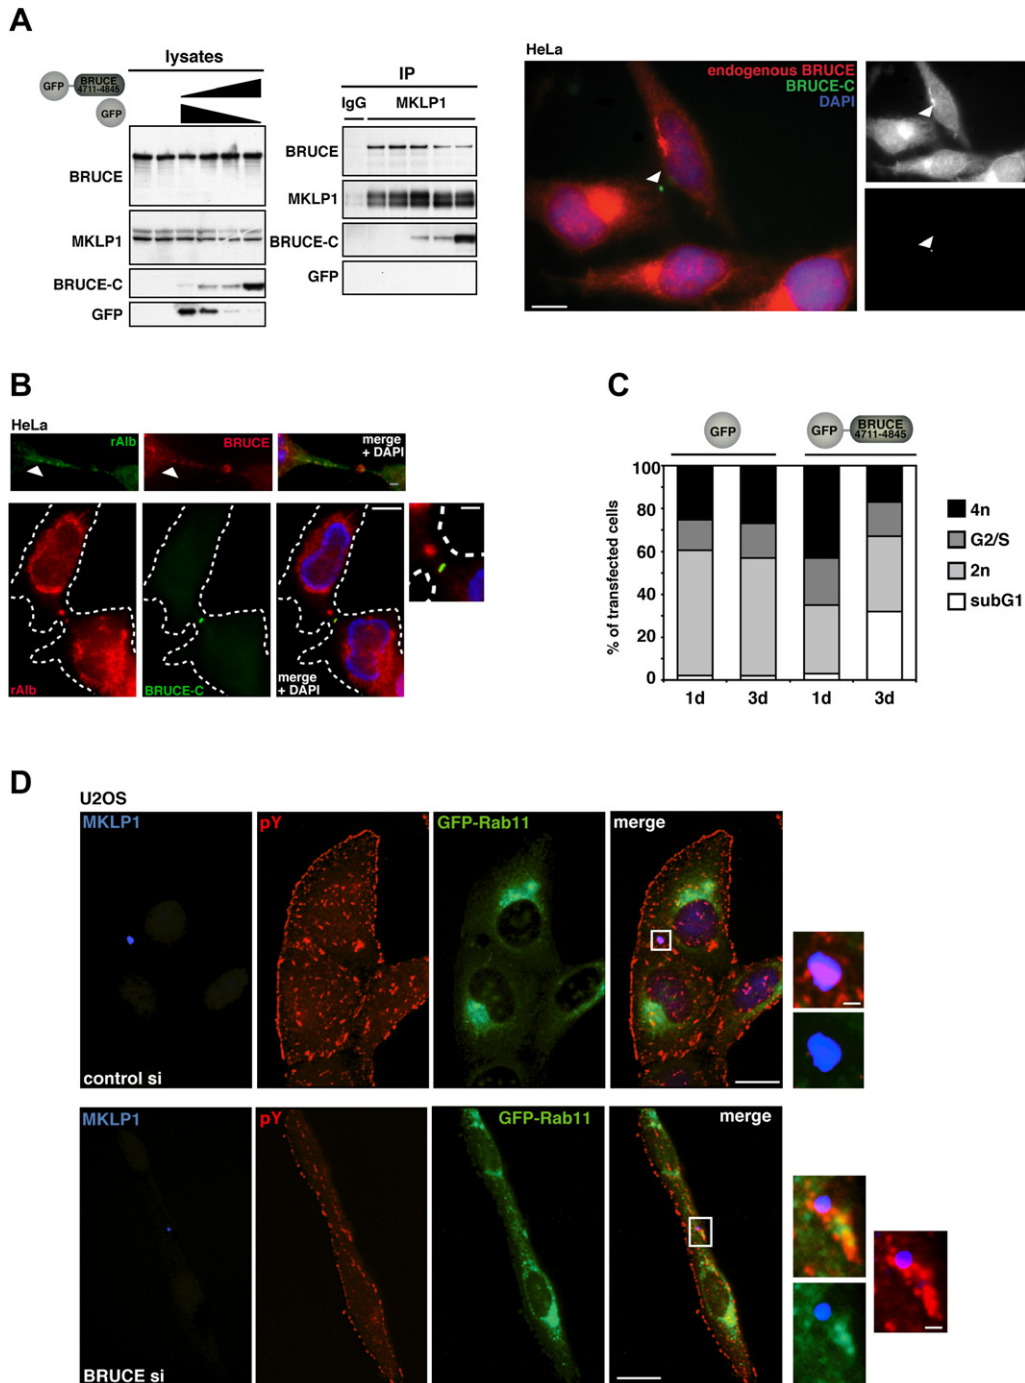 A
lysates
GFP
BRUCE
4711-4845
GFP
BRUCE
MKLP1
BRUCE-C
GFP
IP
IgG MKLP1
BRUCE
MKLP1
BRUCE-C
GFP
HeLa
endogenous BRUCE
BRUCE-C
DAPI
B
HeLa
rAlb
BRUCE
merge
+ DAPI
rAlb
BRUCE-C
merge
+ DAPI
C
GFP
GFP
BRUCE
4711-4845
% of transfected cells
100
80
60
40
20
0
1d 3d 1d 3d
4n
G2/S
2n
subG1
D
U2OS
MKLP1
pY
GFP-Rab11
merge
control si
MKLP1
pY
GFP-Rab11
merge
BRUCE si